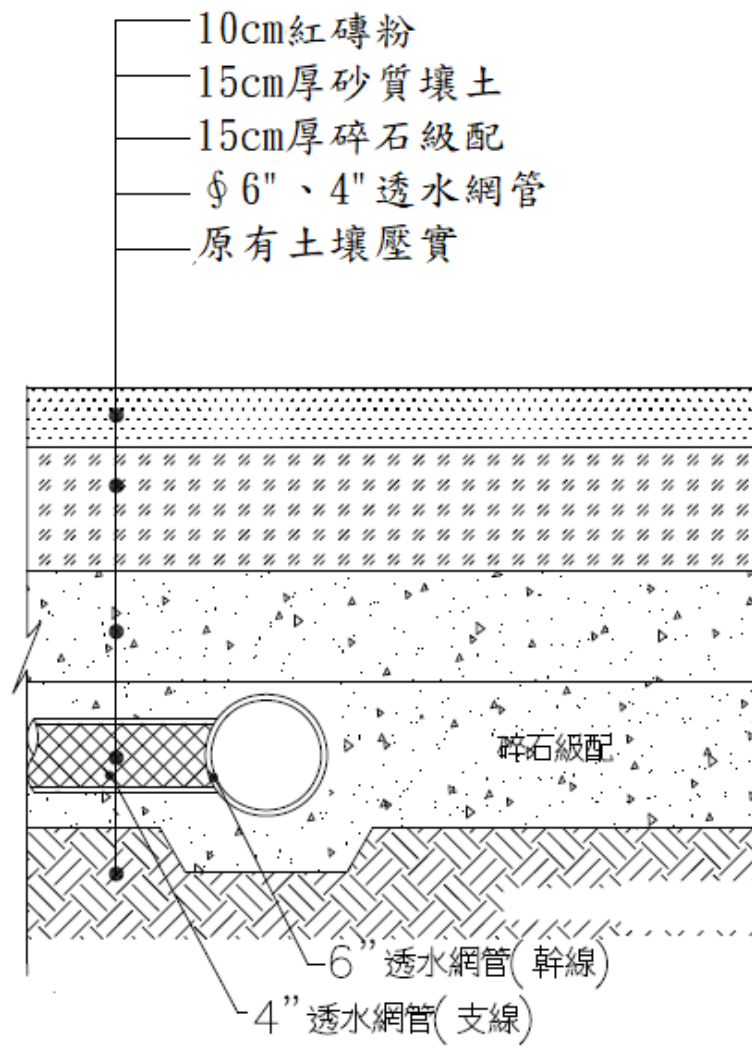 10cm紅磚粉
15cm厚砂質壤土
15cm厚碎石級配
∮6"、4"透水網管
原有土壤壓實
碎石級配
6”透水網管(幹線)
4”透水網管(支線)